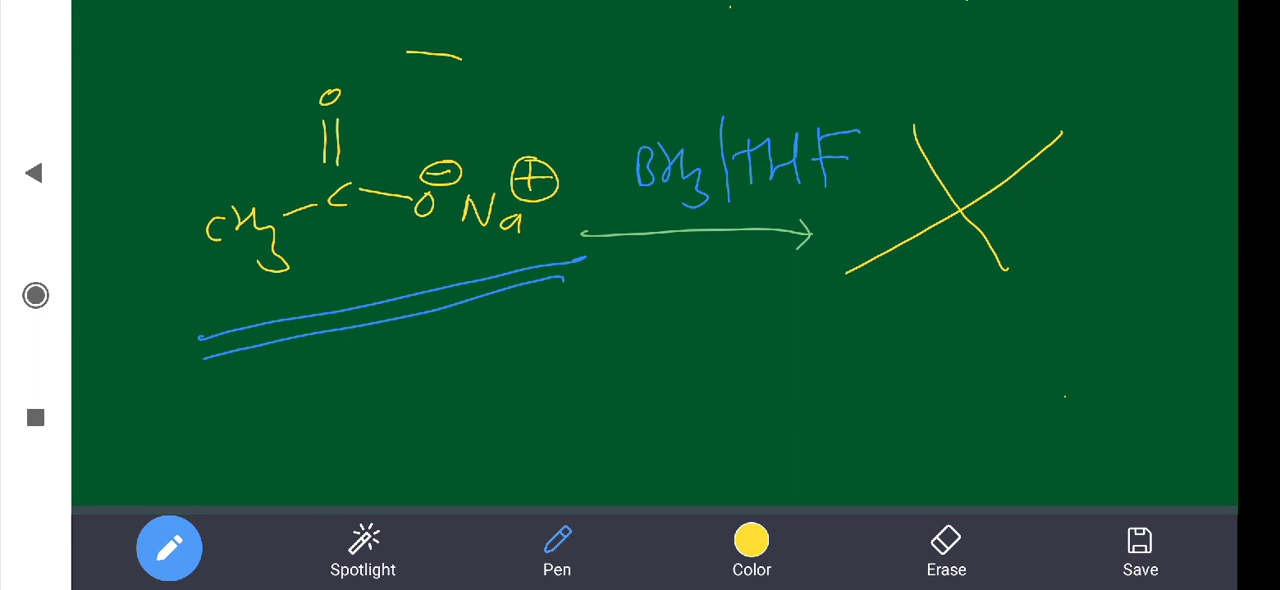 O
||
CH3-C-O⊖ Na⊕ BH3/THF
Spotlight Pen Color Erase Save